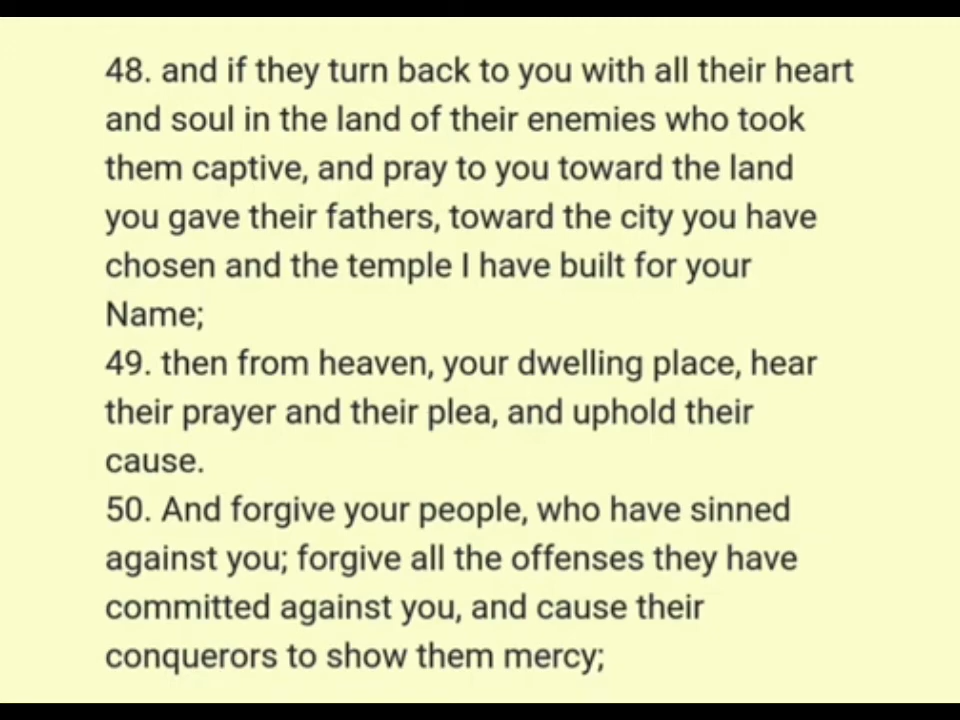 48. and if they turn back to you with all their heart
and soul in the land of their enemies who took
them captive, and pray to you toward the land
you gave their fathers, toward the city you have
chosen and the temple I have built for your
Name;
49. then from heaven, your dwelling place, hear
their prayer and their plea, and uphold their
cause.
50. And forgive your people, who have sinned
against you; forgive all the offenses they have
committed against you, and cause their
conquerors to show them mercy;